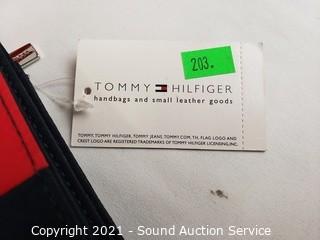 203.
TOMMY HILFIGER
handbags and small leather goods
TOMMY, TOMMY HILFIGER, TOMMY JEANS, TOMMY.COM, TH, FLAG LOGO AND
CREST LOGO ARE REGISTERED TRADEMARKS OF TOMMY HILFIGER LICENSING, INC.
Copyright 2021 - Sound Auction Service